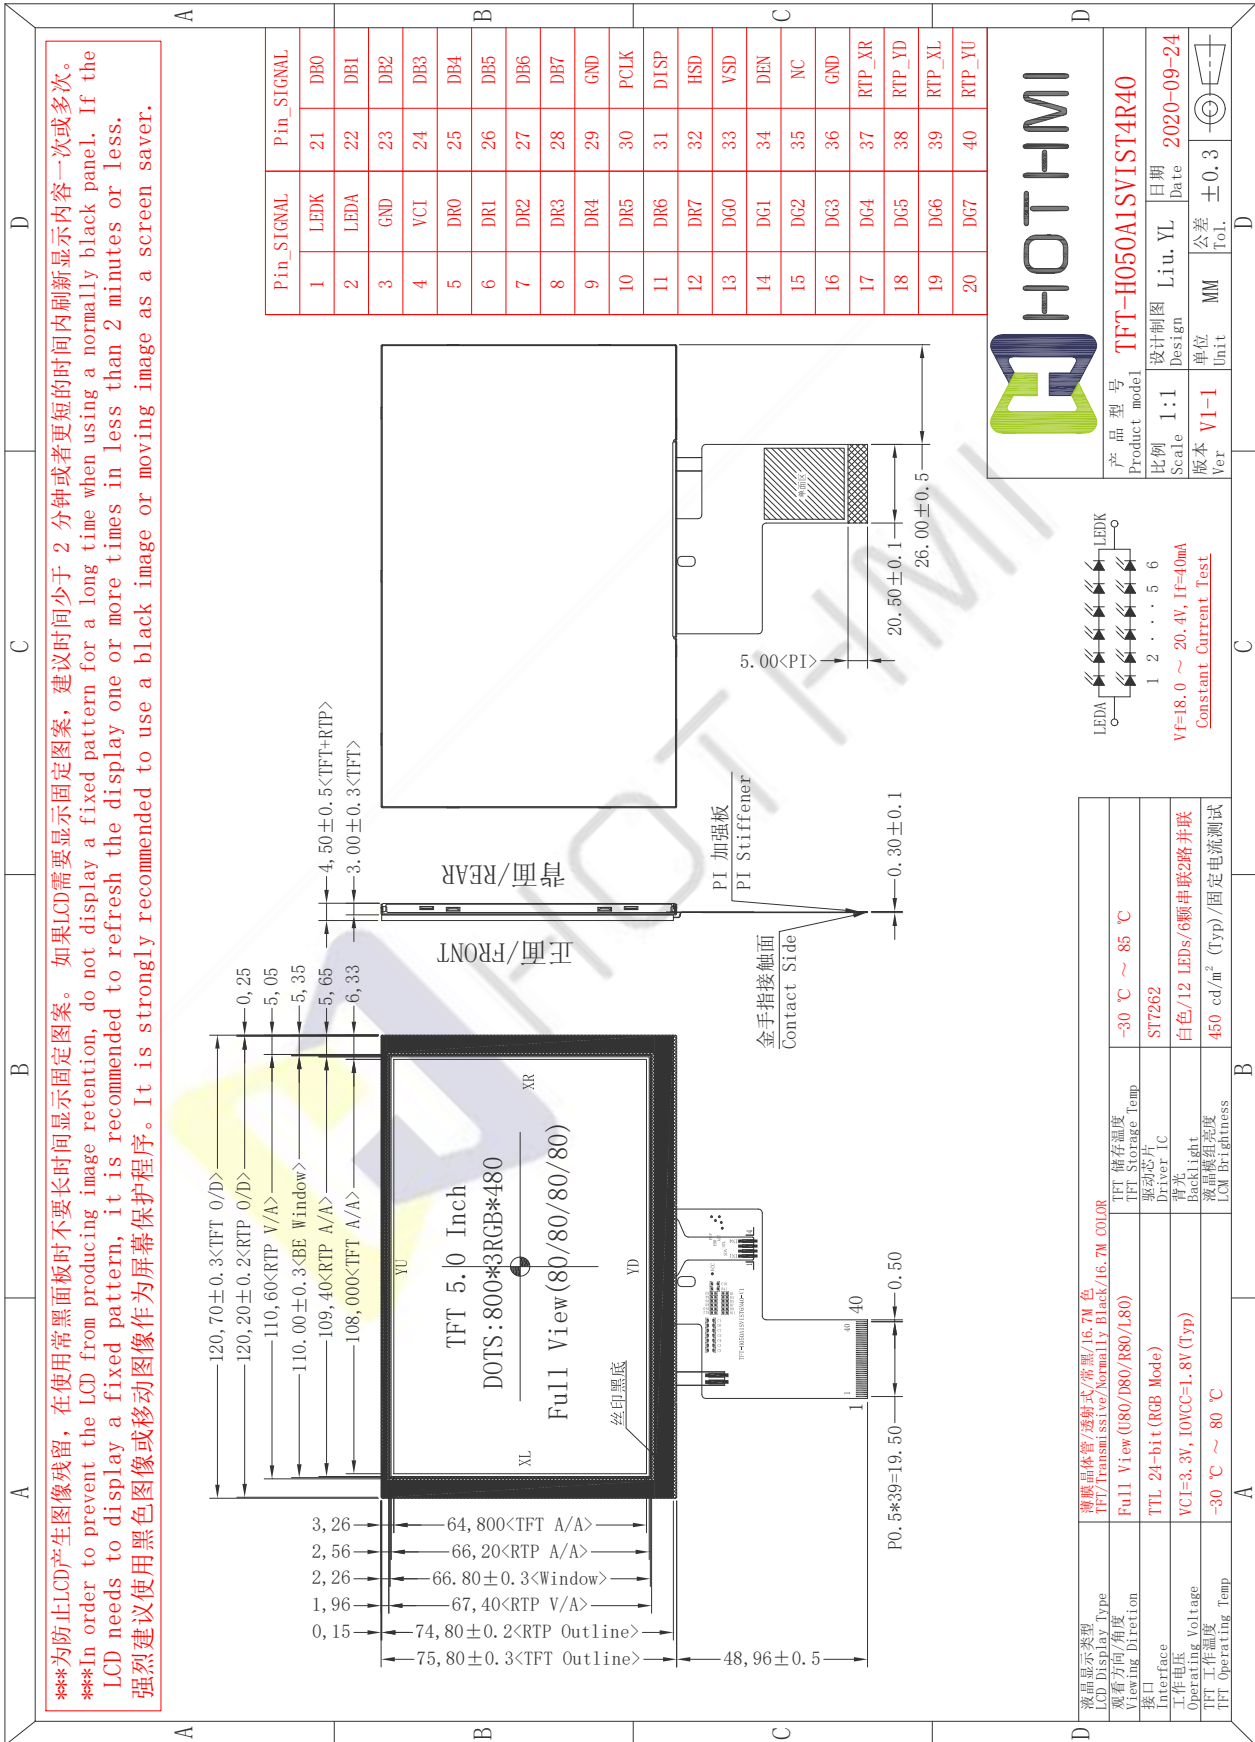 ***为防止LCD产生图像残留，在使用常黑面板时不要长时间显示固定图案。 如果LCD需要显示固定图案，建议时间少于 2 分钟或者更短的时间内刷新显示内容一次或多次。
***In order to prevent the LCD from producing image retention, do not display a fixed pattern for a long time when using a normally black panel. If the
LCD needs to display a fixed pattern, it is recommended to refresh the display one or more times in less than 2 minutes or less.
强烈建议使用黑色图像或移动图像作为屏幕保护程序。It is strongly recommended to use a black image or moving image as a screen saver.
A
B
C
D
A
B
C
D
A
B
C
D
A
B
C
D
120,70±0.3<TFT O/D>
0,25
120,20±0.2<RTP O/D>
5,05
110,60<RTP V/A>
5,35
110.00±0.3<BE Window>
5,65
109,40<RTP A/A>
6,33
108,000<TFT A/A>
3,26
64,800<TFT A/A>
2,56
66,20<RTP A/A>
2,26
66.80±0.3<Window>
1,96
67,40<RTP V/A>
0,15
74,80±0.2<RTP Outline>
75,80±0.3<TFT Outline>
48,96±0.5
YU
XL
XR
YD
TFT 5.0 Inch
DOTS:800*3RGB*480
Full View(80/80/80/80)
丝印黑底
TFT-H050A1SVIST6N40-V1
1
40
1
40
P0.5*39=19.50
0.50
正面/FRONT
背面/REAR
4,50±0.5<TFT+RTP>
3.00±0.3<TFT>
金手指接触面
Contact Side
PI 加强板
PI Stiffener
0.30±0.1
单面区
5.00<PI>
20.50±0.1
26.00±0.5
Pin_SIGNAL Pin_SIGNAL
1 LEDK 21 DB0
2 LEDA 22 DB1
3 GND 23 DB2
4 VCI 24 DB3
5 DR0 25 DB4
6 DR1 26 DB5
7 DR2 27 DB6
8 DR3 28 DB7
9 DR4 29 GND
10 DR5 30 PCLK
11 DR6 31 DISP
12 DR7 32 HSD
13 DG0 33 VSD
14 DG1 34 DEN
15 DG2 35 NC
16 DG3 36 GND
17 DG4 37 RTP_XR
18 DG5 38 RTP_YD
19 DG6 39 RTP_XL
20 DG7 40 RTP_YU
LEDA
LEDK
1 2 · · · 5 6
Vf=18.0 ~ 20.4V, If=40mA
Constant Current Test
液晶显示类型
LCD Display Type
薄膜晶体管/透射式/常黑/16.7M 色
TFT/Transmissive/Normally Black/16.7M COLOR
观看方向/角度
Viewing Diretion
Full View(U80/D80/R80/L80)
TFT 储存温度
TFT Storage Temp
-30 ℃ ~ 85 ℃
接口
Interface
TTL 24-bit(RGB Mode)
驱动芯片
Driver IC
ST7262
工作电压
Operating Voltage
VCI=3.3V, IOVCC=1.8V(Typ)
背光
Backlight
白色/12 LEDs/6颗串联2路并联
TFT 工作温度
TFT Operating Temp
-30 ℃ ~ 80 ℃
液晶模组亮度
LCM Brightness
450 cd/m² (Typ)/固定电流测试
HOTHMI
产 品 型 号
Product model
TFT-H050A1SVIST4R40
比例
Scale
1:1
设计制图
Design
Liu. YL
日期
Date
2020-09-24
版本
Ver
V1-1
单位
Unit
MM
公差
Tol.
±0.3
HOTHMI